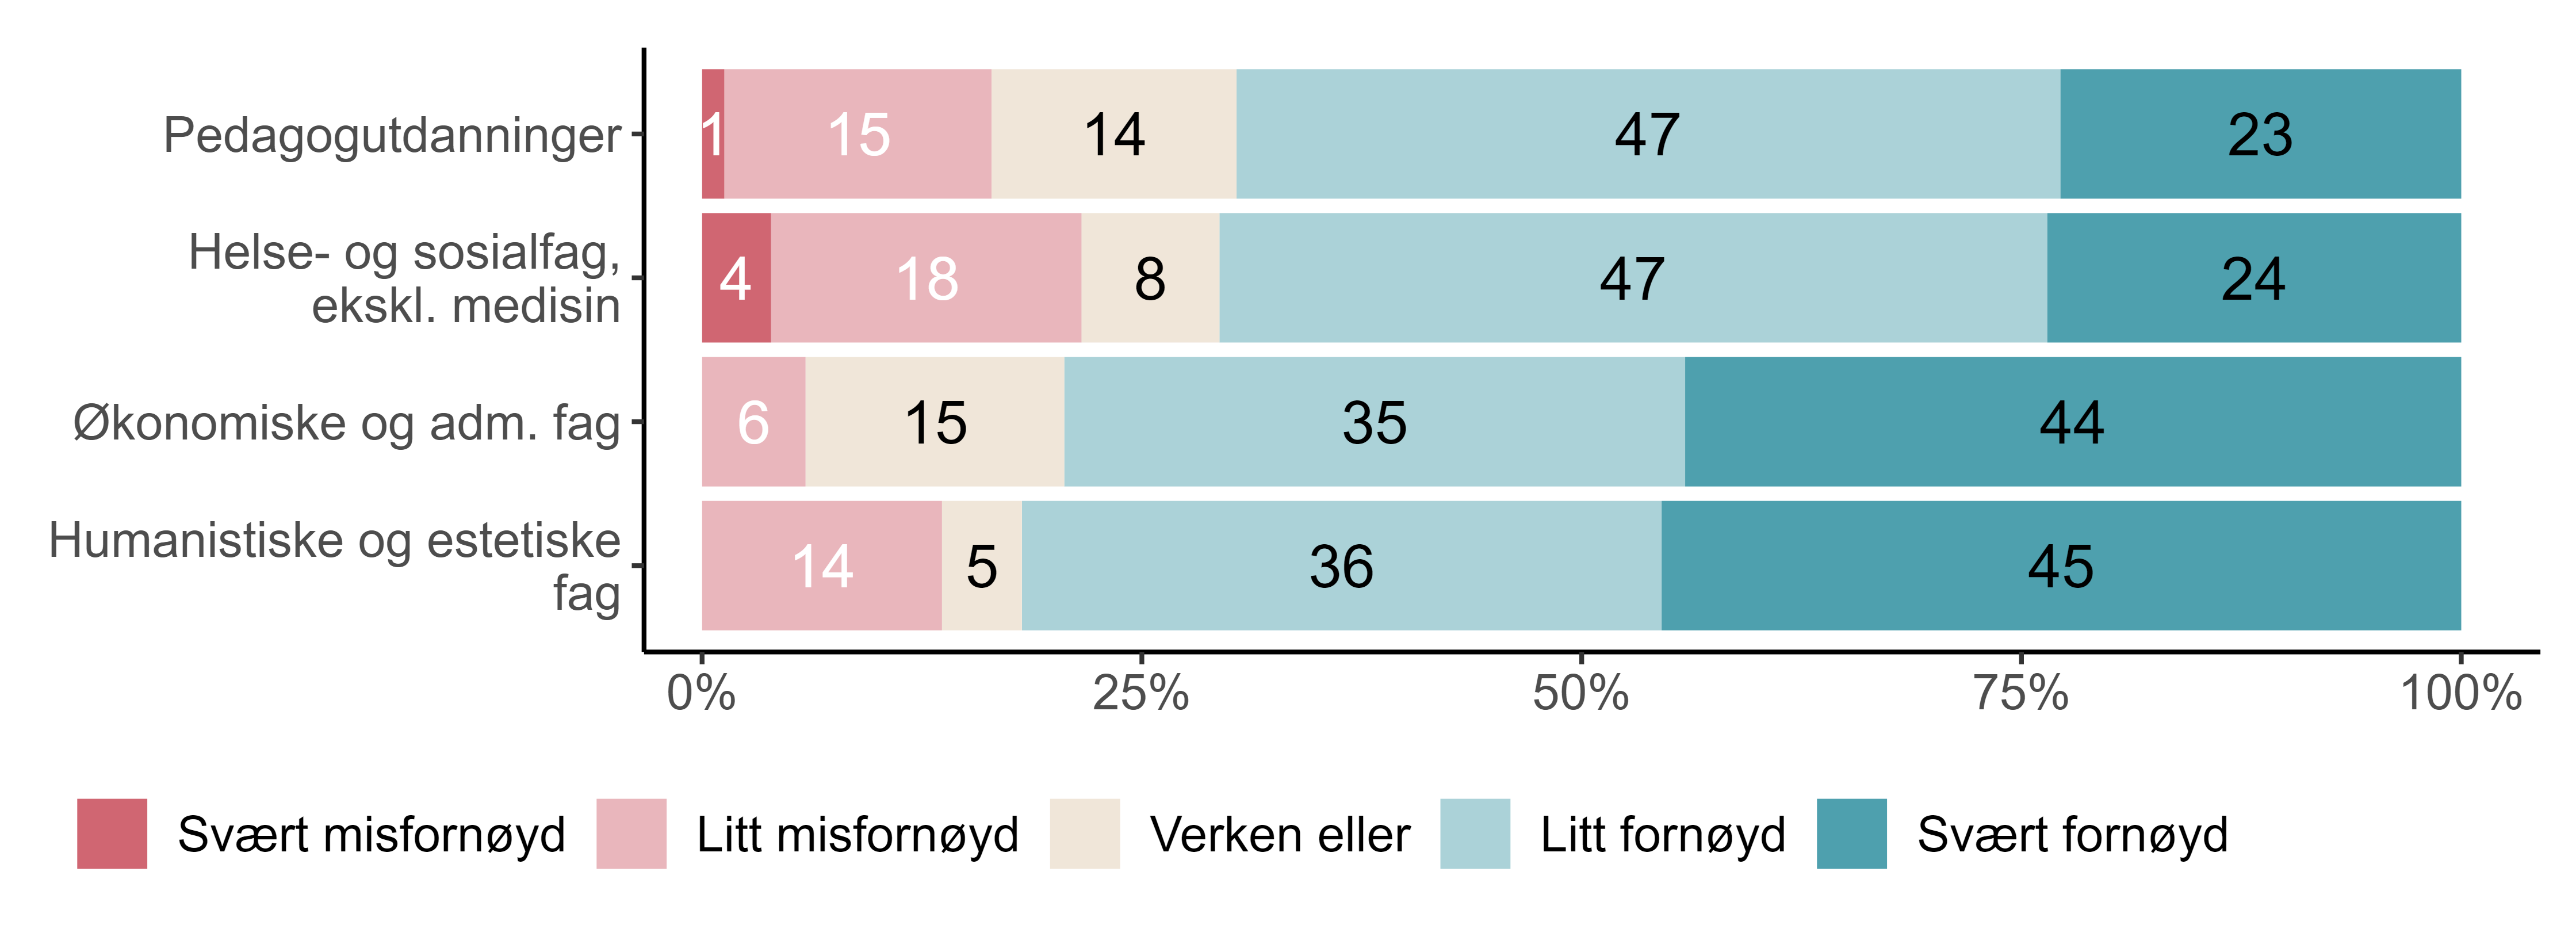 Pedagogutdanninger
1 15 14 47 23
Helse- og sosialfag,
ekskl. medisin
4 18 8 47 24
Økonomiske og adm. fag
6 15 35 44
Humanistiske og estetiske
fag
14 5 36 45
0% 25% 50% 75% 100%
Svært misfornøyd Litt misfornøyd Verken eller Litt fornøyd Svært fornøyd